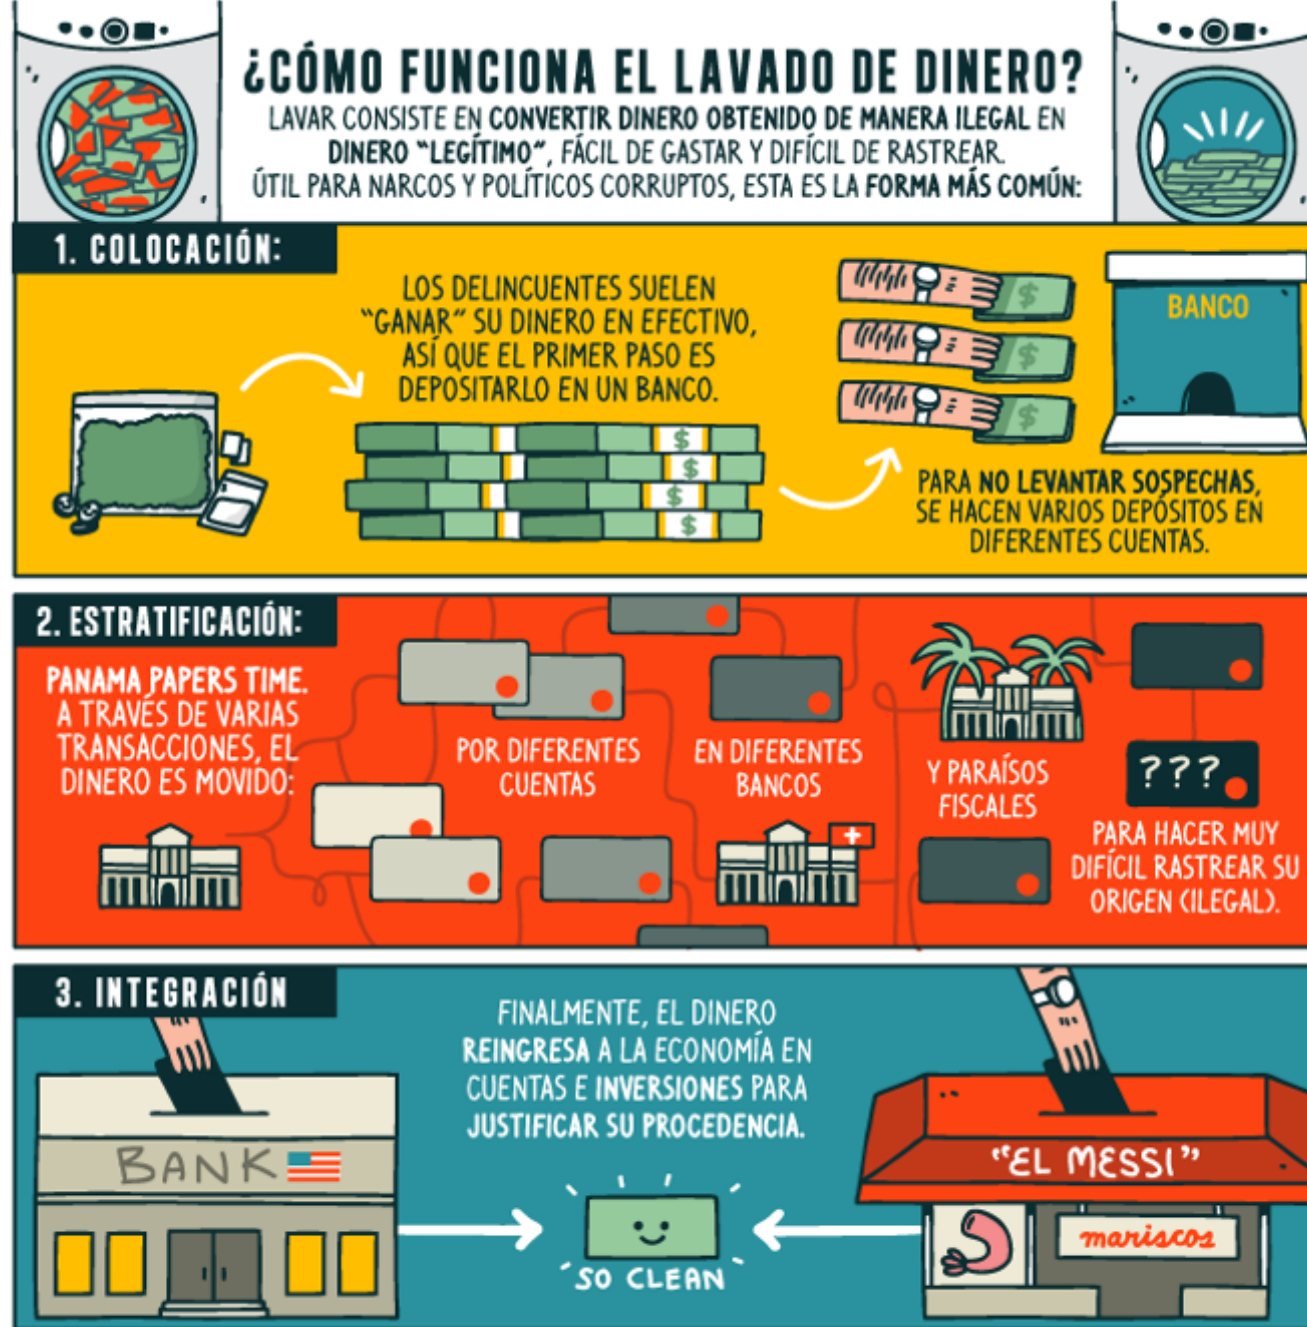 ¿CÓMO FUNCIONA EL LAVADO DE DINERO?
LAVAR CONSISTE EN CONVERTIR DINERO OBTENIDO DE MANERA ILEGAL EN
DINERO “LEGÍTIMO”, FÁCIL DE GASTAR Y DIFÍCIL DE RASTREAR.
ÚTIL PARA NARCOS Y POLÍTICOS CORRUPTOS, ESTA ES LA FORMA MÁS COMÚN:
1. COLOCACIÓN:
LOS DELINCUENTES SUELEN
“GANAR” SU DINERO EN EFECTIVO,
ASÍ QUE EL PRIMER PASO ES
DEPOSITARLO EN UN BANCO.
$
$
$
$
$
$
$
BANCO
PARA NO LEVANTAR SOSPECHAS,
SE HACEN VARIOS DEPÓSITOS EN
DIFERENTES CUENTAS.
2. ESTRATIFICACIÓN:
PANAMA PAPERS TIME.
A TRAVÉS DE VARIAS
TRANSACCIONES, EL
DINERO ES MOVIDO:
POR DIFERENTES
CUENTAS
EN DIFERENTES
BANCOS
Y PARAÍSOS
FISCALES
???
PARA HACER MUY
DIFÍCIL RASTREAR SU
ORIGEN (ILEGAL).
3. INTEGRACIÓN
FINALMENTE, EL DINERO
REINGRESA A LA ECONOMÍA EN
CUENTAS E INVERSIONES PARA
JUSTIFICAR SU PROCEDENCIA.
BANK
SO CLEAN
“EL MESSI”
mariscos